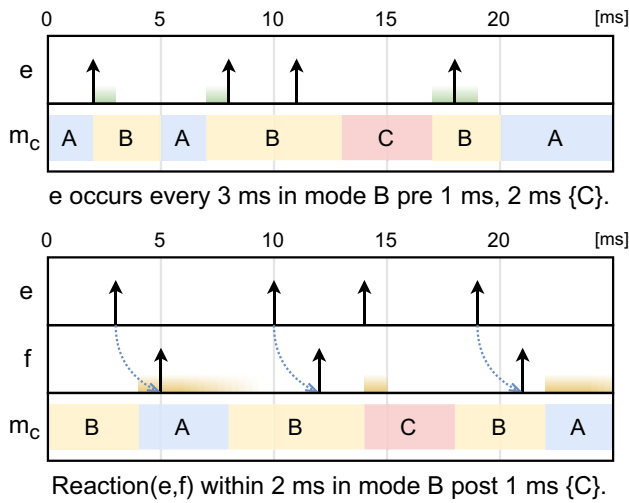 0 5 10 15 20 [ms]
e
m_c A B A B C B A
e occurs every 3 ms in mode B pre 1 ms, 2 ms {C}.
0 5 10 15 20 [ms]
e
f
m_c B A B C B A
Reaction(e,f) within 2 ms in mode B post 1 ms {C}.